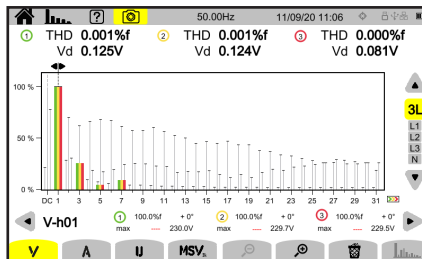 50.00Hz 11/09/20 11:06
1 THD 0.001%f 2 THD 0.001%f 3 THD 0.000%f
Vd 0.125V Vd 0.124V Vd 0.081V
100 %
50 %
0 %
DC 1 3 5 7 9 11 13 15 17 19 21 23 25 27 29 31
3L
L1
L2
L3
N
V-h01
1 100.0%f + 0° 2 100.0%f + 0° 3 100.0%f + 0°
max ---- 230.0V max ---- 229.7V max ---- 229.5V
V A U MSV